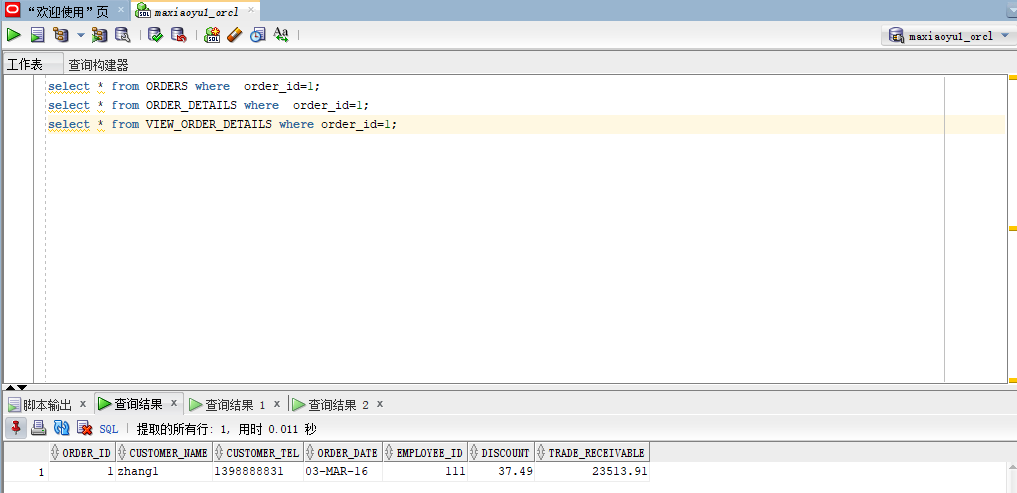 “欢迎使用”页 maxiaoyu1_orcl
maxiaoyu1_orcl
工作表 查询构建器
select * from ORDERS where  order_id=1;
select * from ORDER_DETAILS where  order_id=1;
select * from VIEW_ORDER_DETAILS where order_id=1;
脚本输出 x 查询结果 x 查询结果 1 x 查询结果 2 x
SQL | 提取的所有行: 1, 用时 0.011 秒
ORDER_ID CUSTOMER_NAME CUSTOMER_TEL ORDER_DATE EMPLOYEE_ID DISCOUNT TRADE_RECEIVABLE
1 1 zhang1 1398888831 03-MAR-16 111 37.49 23513.91